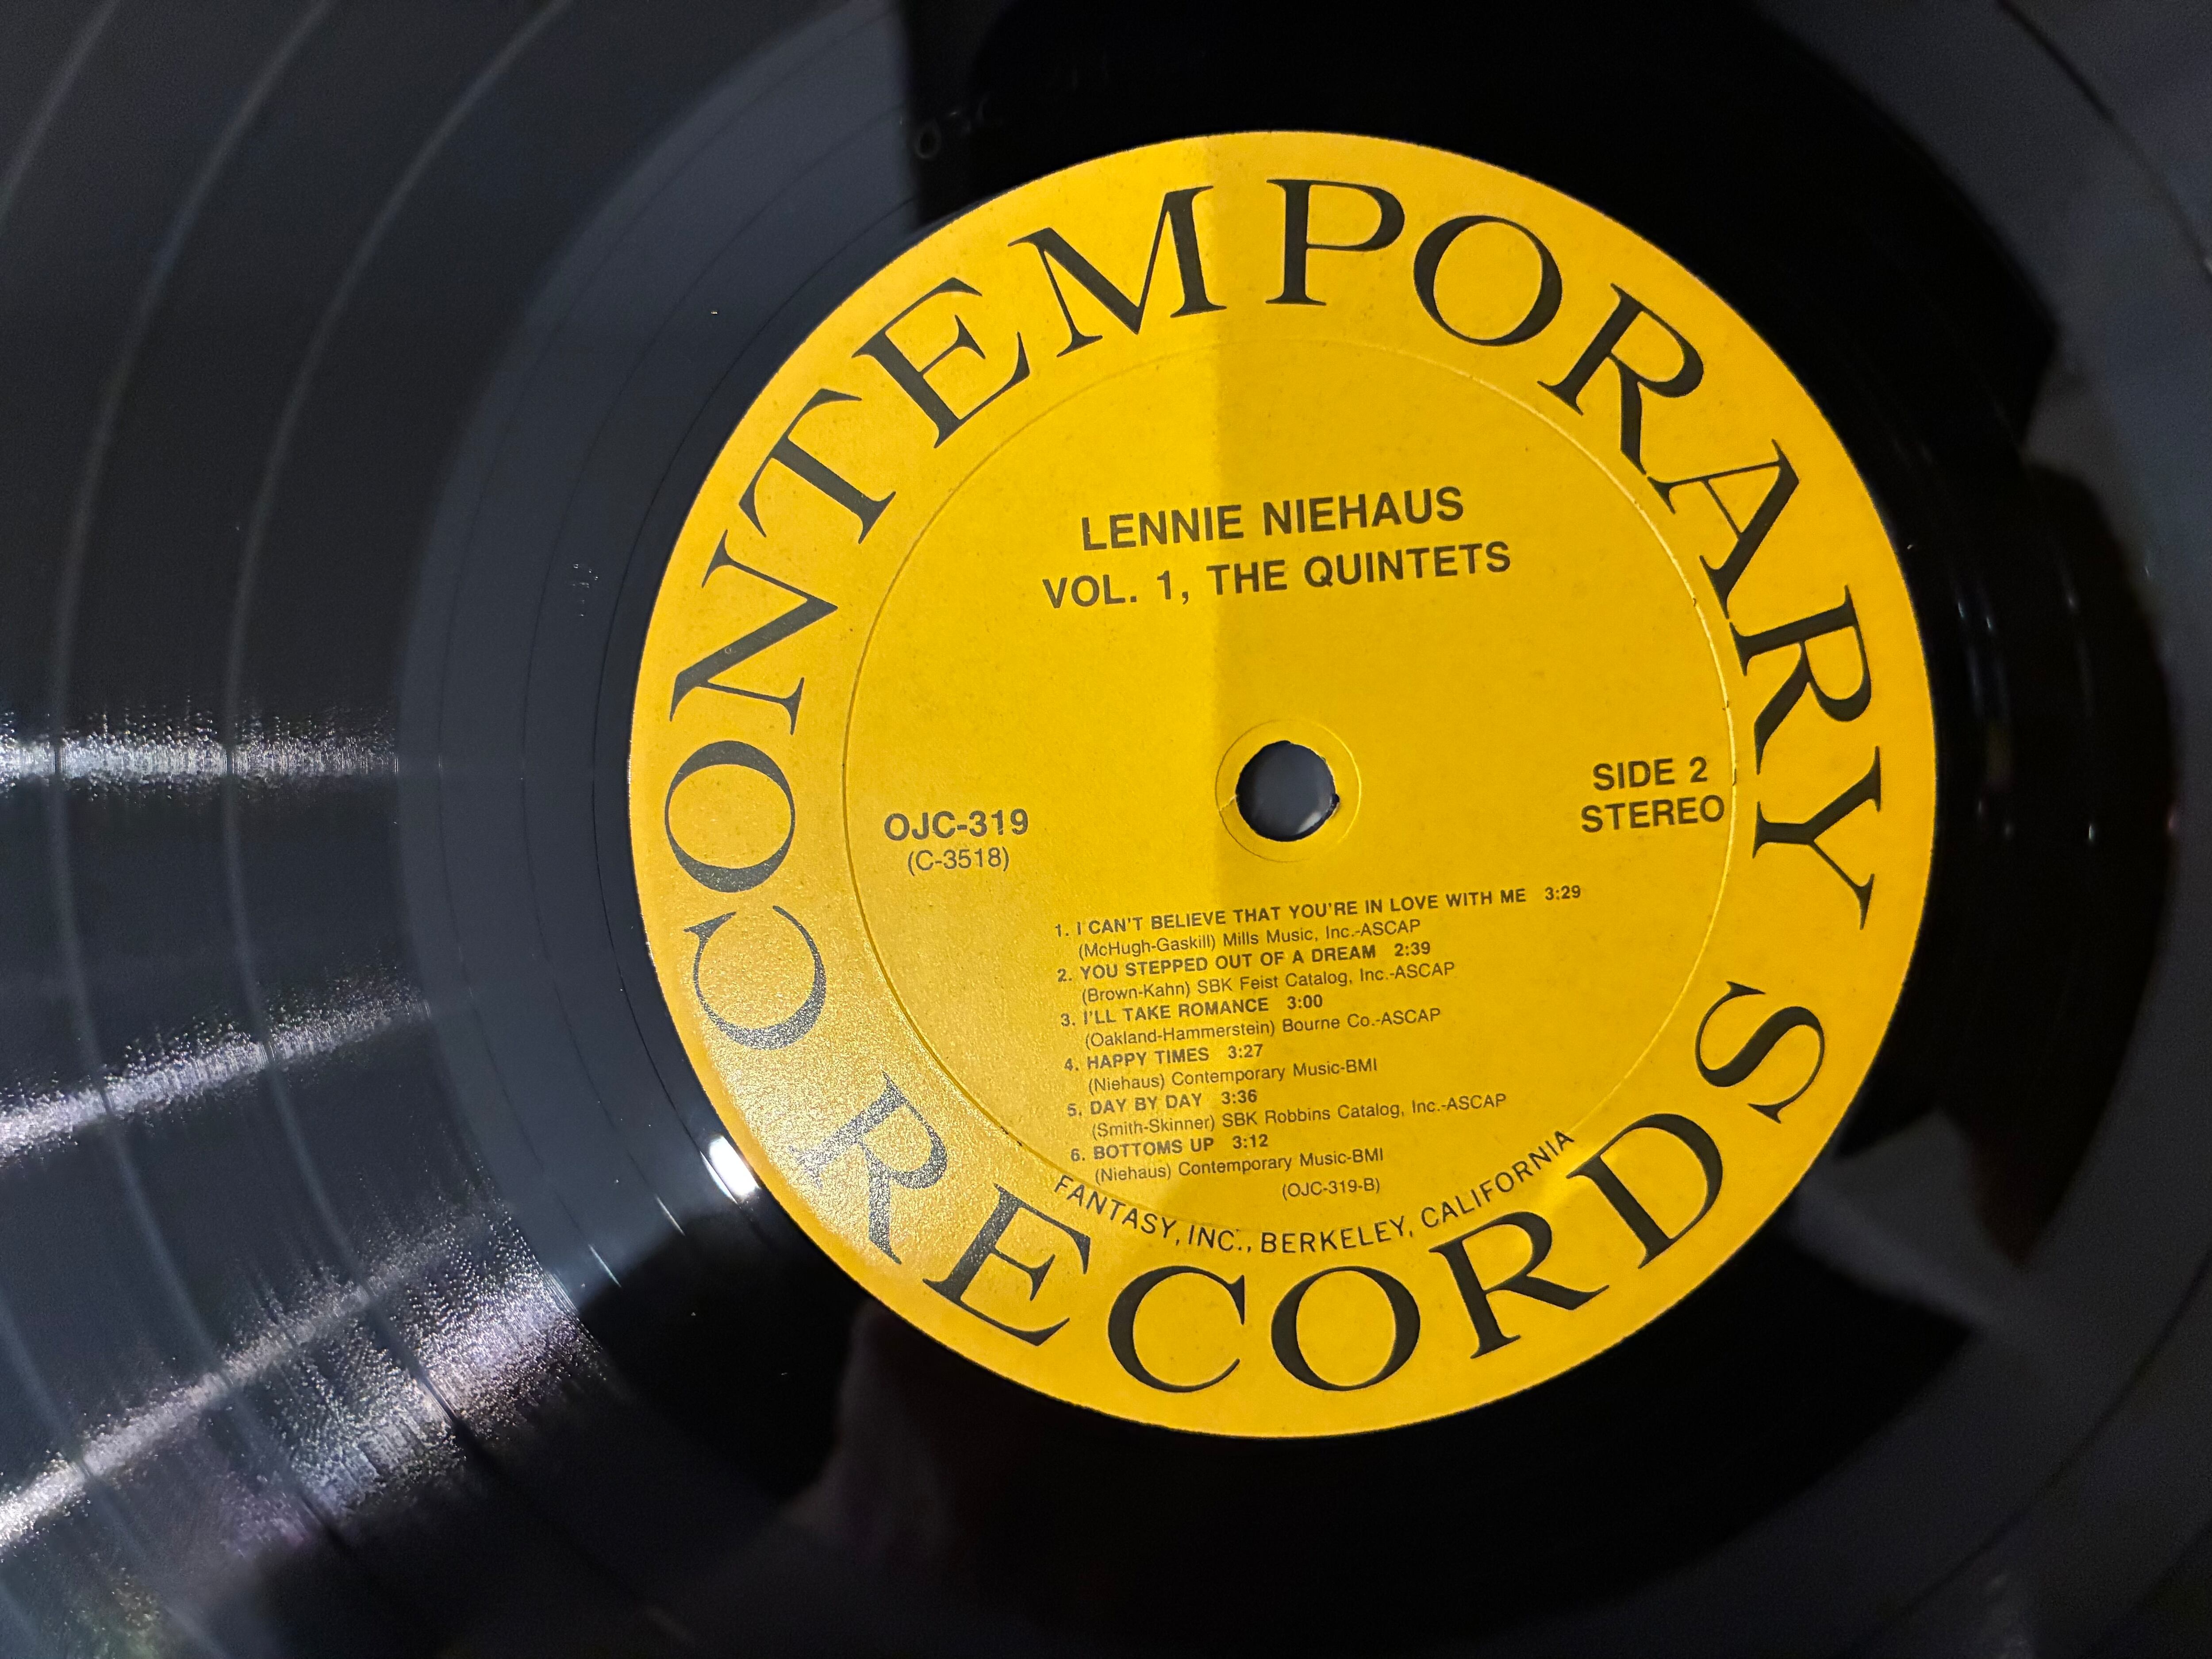 CONTEMPORARY RECORDS
LENNIE NIEHAUS
VOL. 1, THE QUINTETS
OJC-319
(C-3518)
SIDE 2
STEREO
1. I CAN'T BELIEVE THAT YOU'RE IN LOVE WITH ME 3:29
(McHugh-Gaskill) Mills Music, Inc.-ASCAP
2. YOU STEPPED OUT OF A DREAM 2:39
(Brown-Kahn) SBK Feist Catalog, Inc.-ASCAP
3. I'LL TAKE ROMANCE 3:00
(Oakland-Hammerstein) Bourne Co.-ASCAP
4. HAPPY TIMES 3:27
(Niehaus) Contemporary Music-BMI
5. DAY BY DAY 3:36
(Smith-Skinner) SBK Robbins Catalog, Inc.-ASCAP
6. BOTTOMS UP 3:12
(Niehaus) Contemporary Music-BMI
(OJC-319-B)
FANTASY, INC., BERKELEY, CALIFORNIA